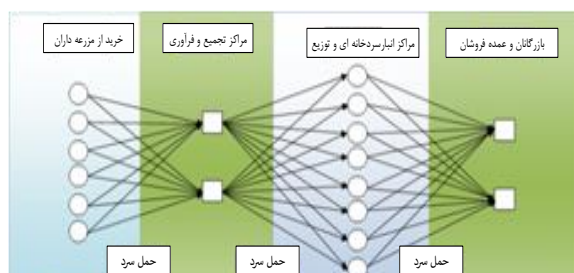 بازرگانان و عمده فروشان
مراکز انبارسردخانه ای و توزیع
مراکز تجمیع و فرآوری
خرید از مزرعه داران
حمل سرد
حمل سرد
حمل سرد